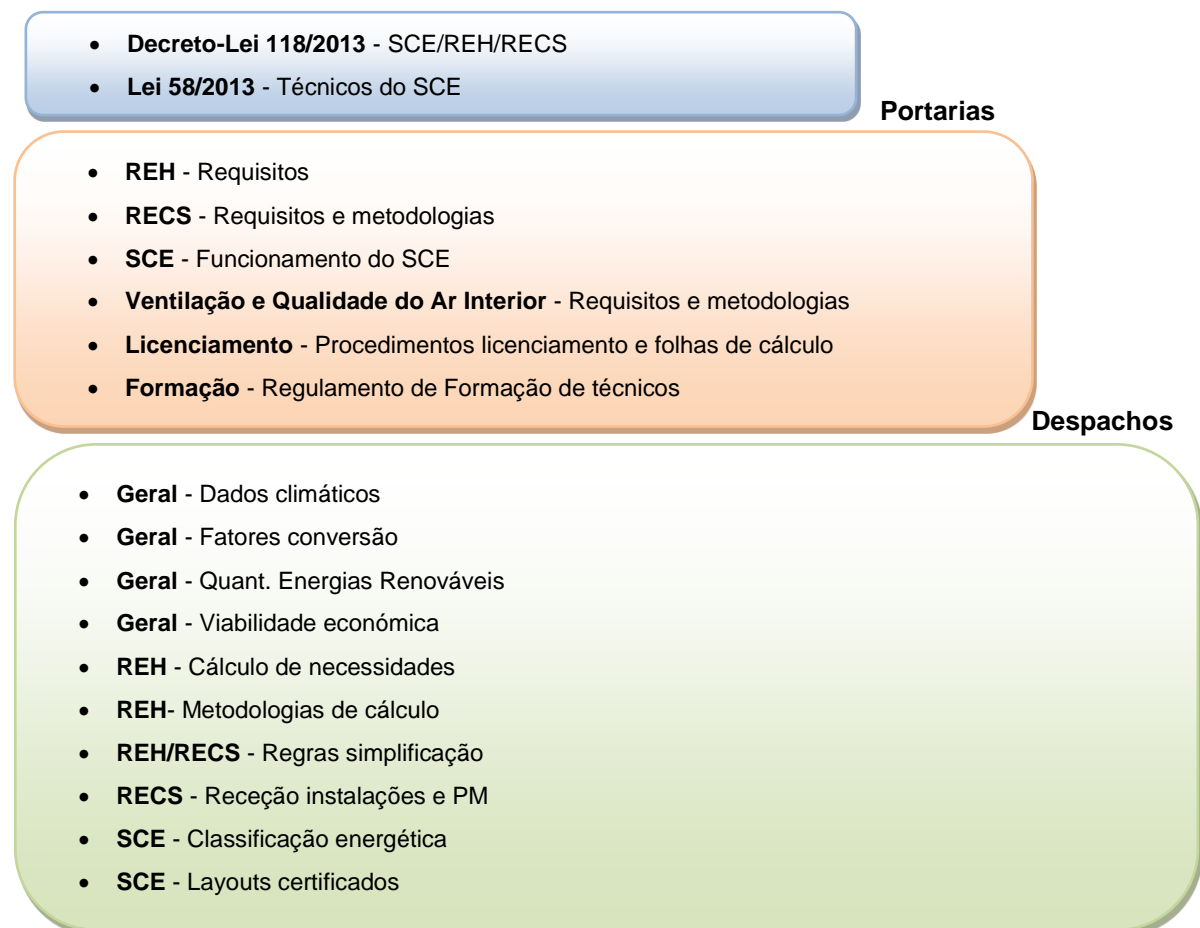 • Decreto-Lei 118/2013 - SCE/REH/RECS
• Lei 58/2013 - Técnicos do SCE
Portarias
• REH - Requisitos
• RECS - Requisitos e metodologias
• SCE - Funcionamento do SCE
• Ventilação e Qualidade do Ar Interior - Requisitos e metodologias
• Licenciamento - Procedimentos licenciamento e folhas de cálculo
• Formação - Regulamento de Formação de técnicos
Despachos
• Geral - Dados climáticos
• Geral - Fatores conversão
• Geral - Quant. Energias Renováveis
• Geral - Viabilidade económica
• REH - Cálculo de necessidades
• REH- Metodologias de cálculo
• REH/RECS - Regras simplificação
• RECS - Receção instalações e PM
• SCE - Classificação energética
• SCE - Layouts certificados